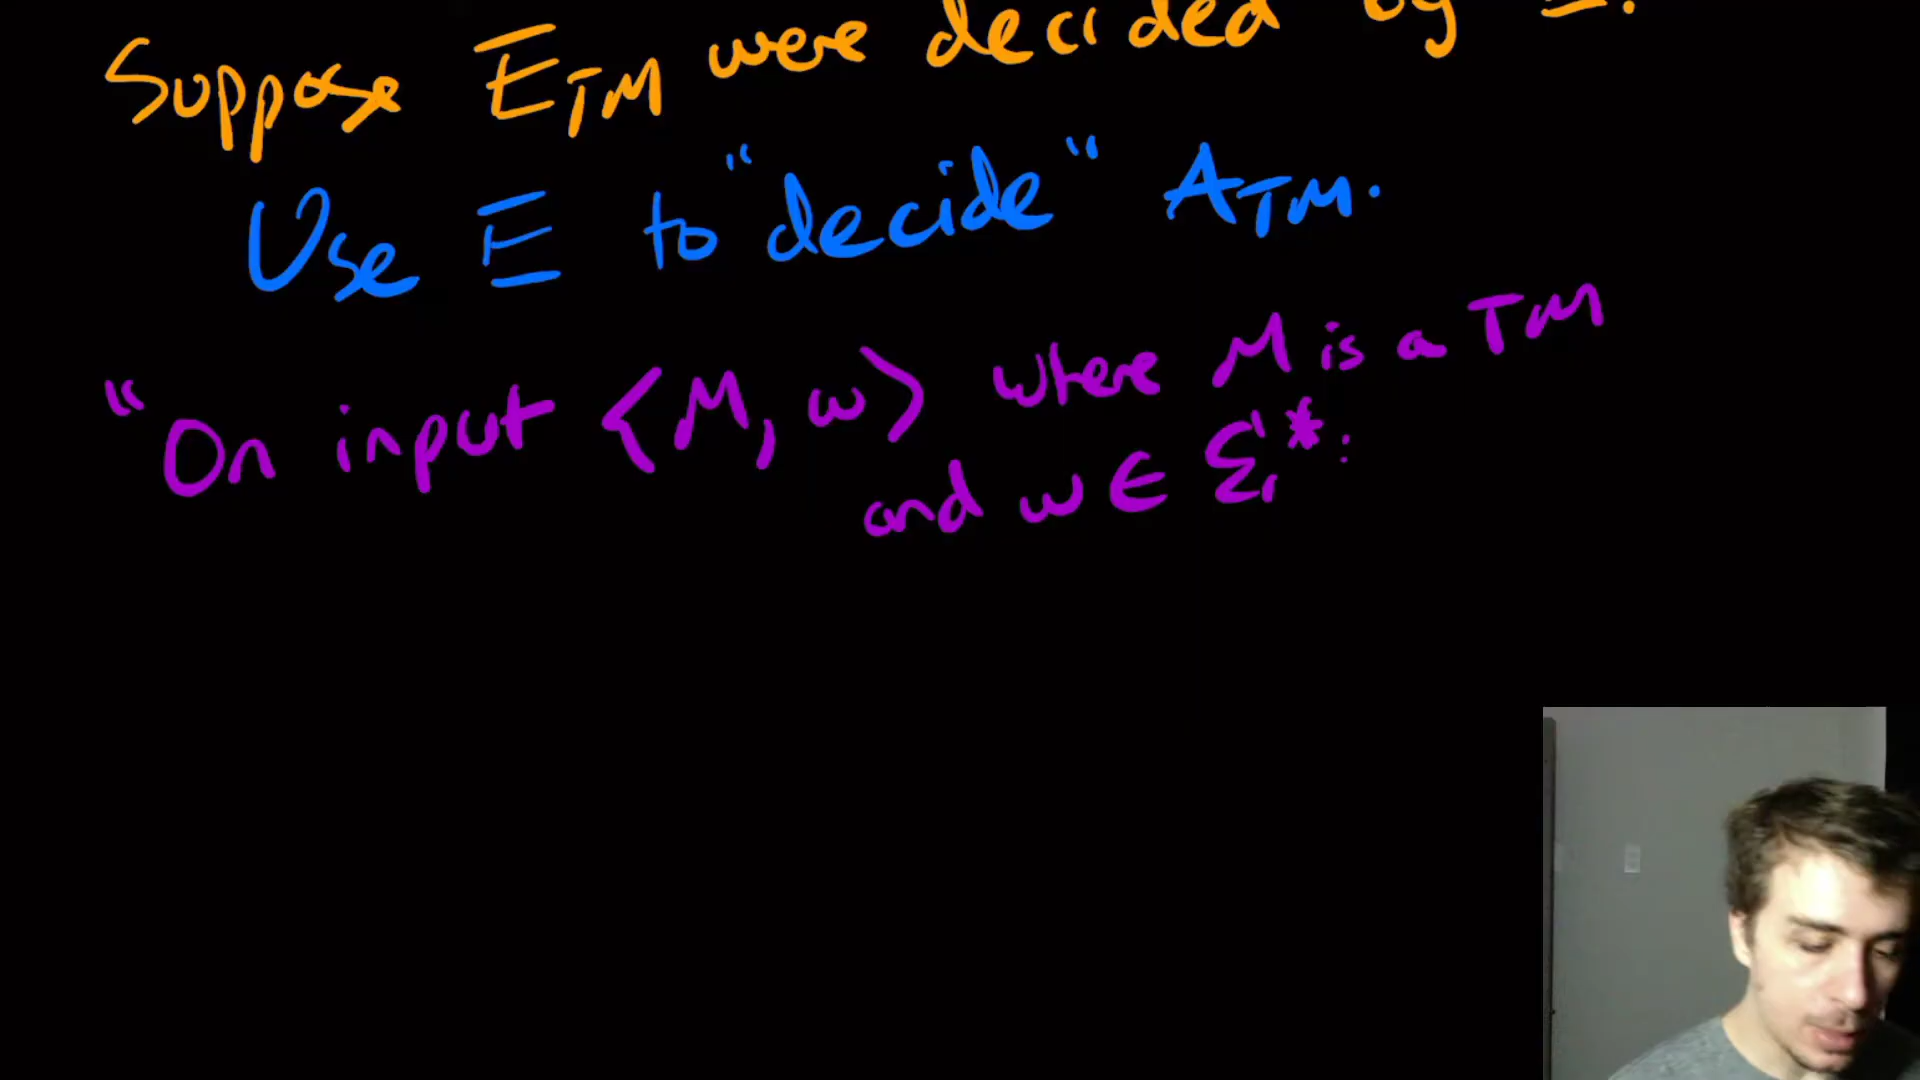 Suppose E_TM were decided by E.
Use E to "decide" A_TM.
"On input ⟨M, w⟩ where M is a TM
and w ∈ Σ*: